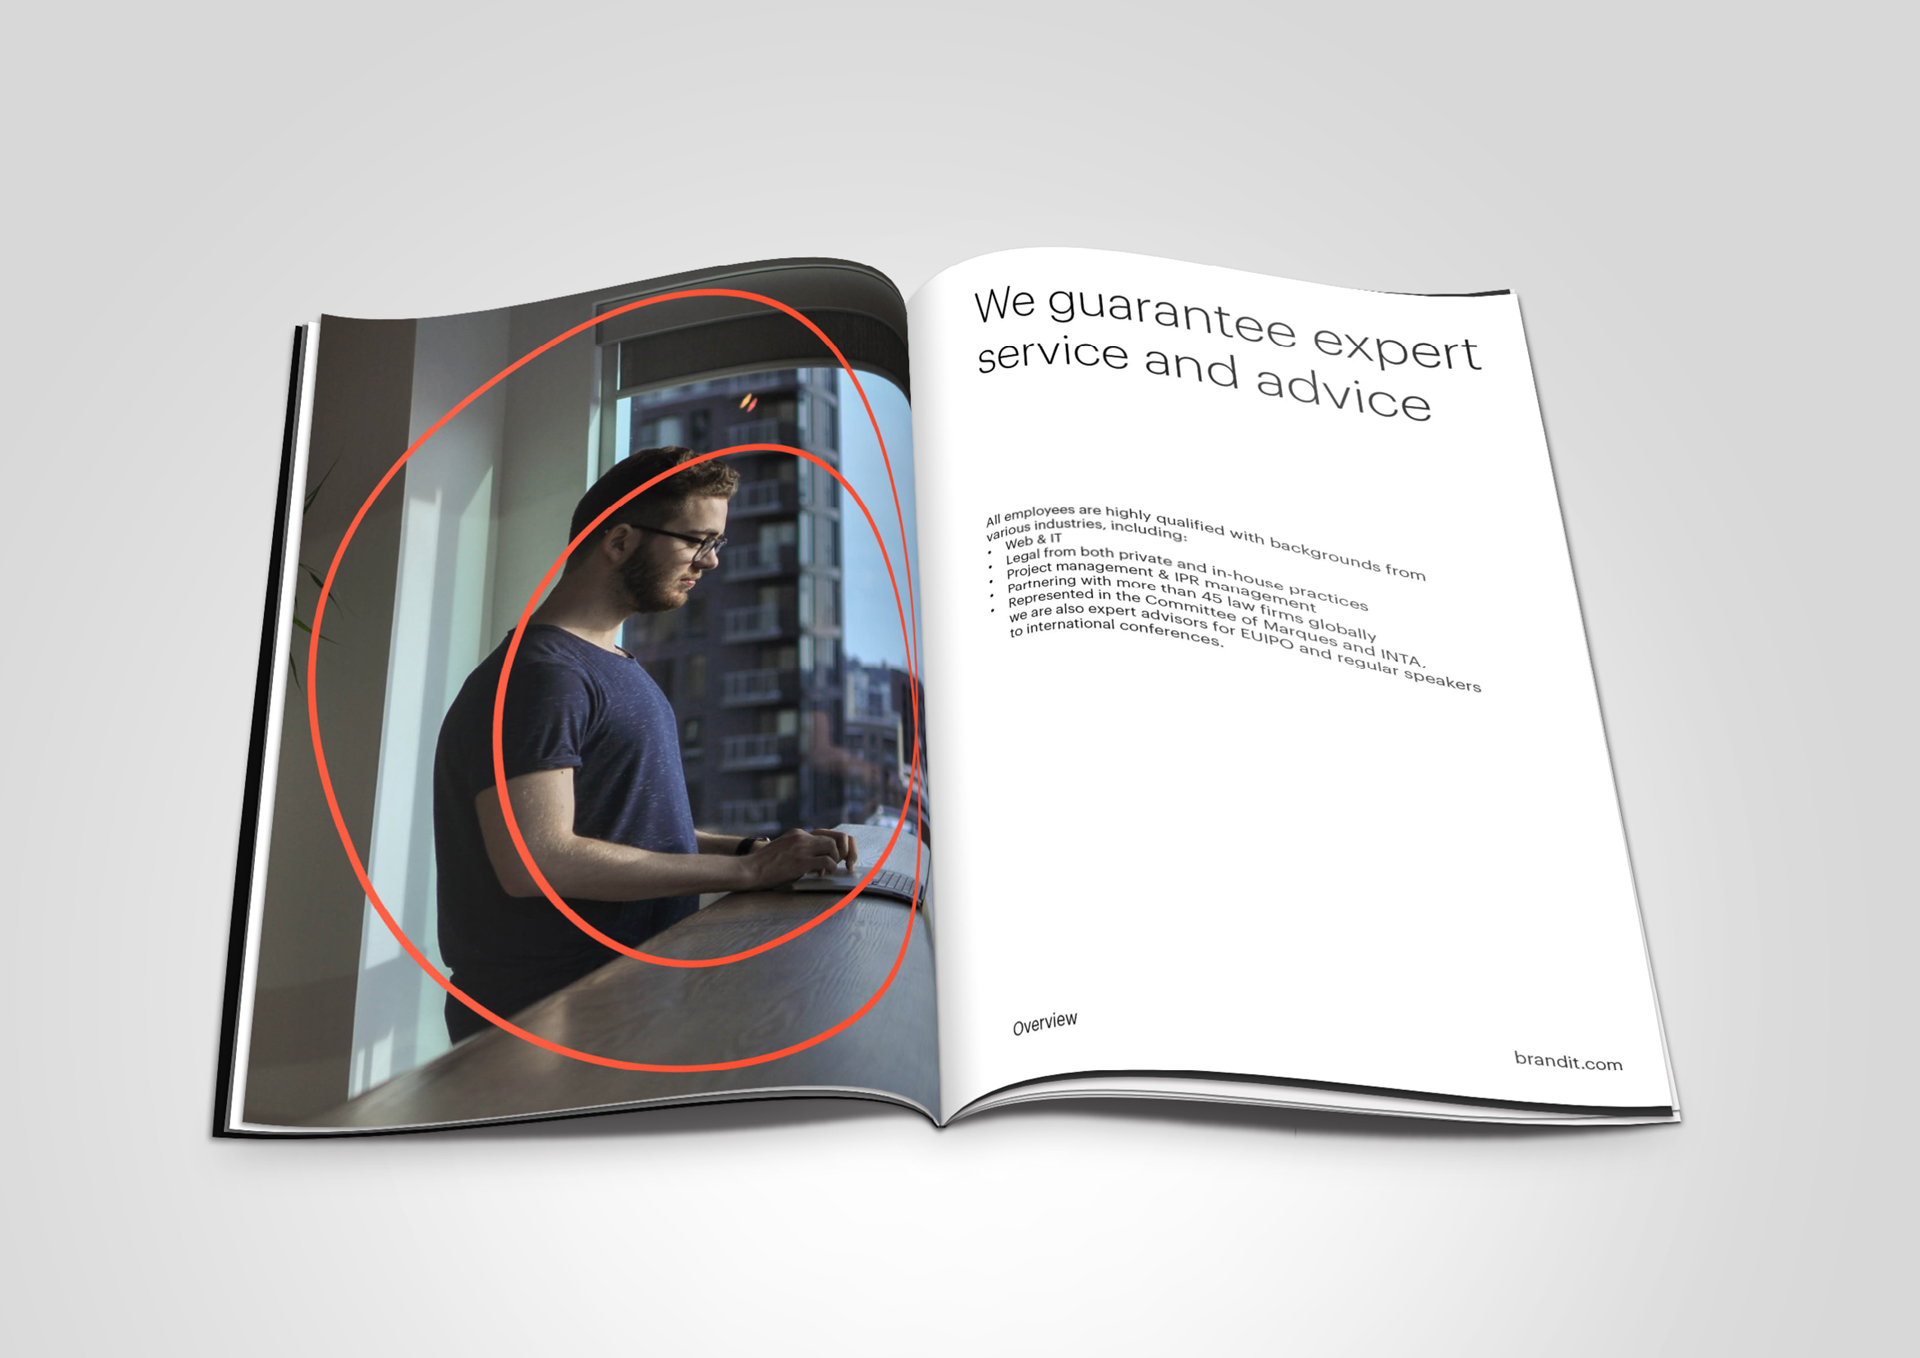 We guarantee expert
service and advice
All employees are highly qualified with backgrounds from
various industries, including:
• Web & IT
• Legal from both private and in-house practices
• Project management & IPR management
• Partnering with more than 45 law firms globally
• Represented in the Committee of Marques and INTA,
we are also expert advisors for EUIPO and regular speakers
to international conferences.
Overview
brandit.com